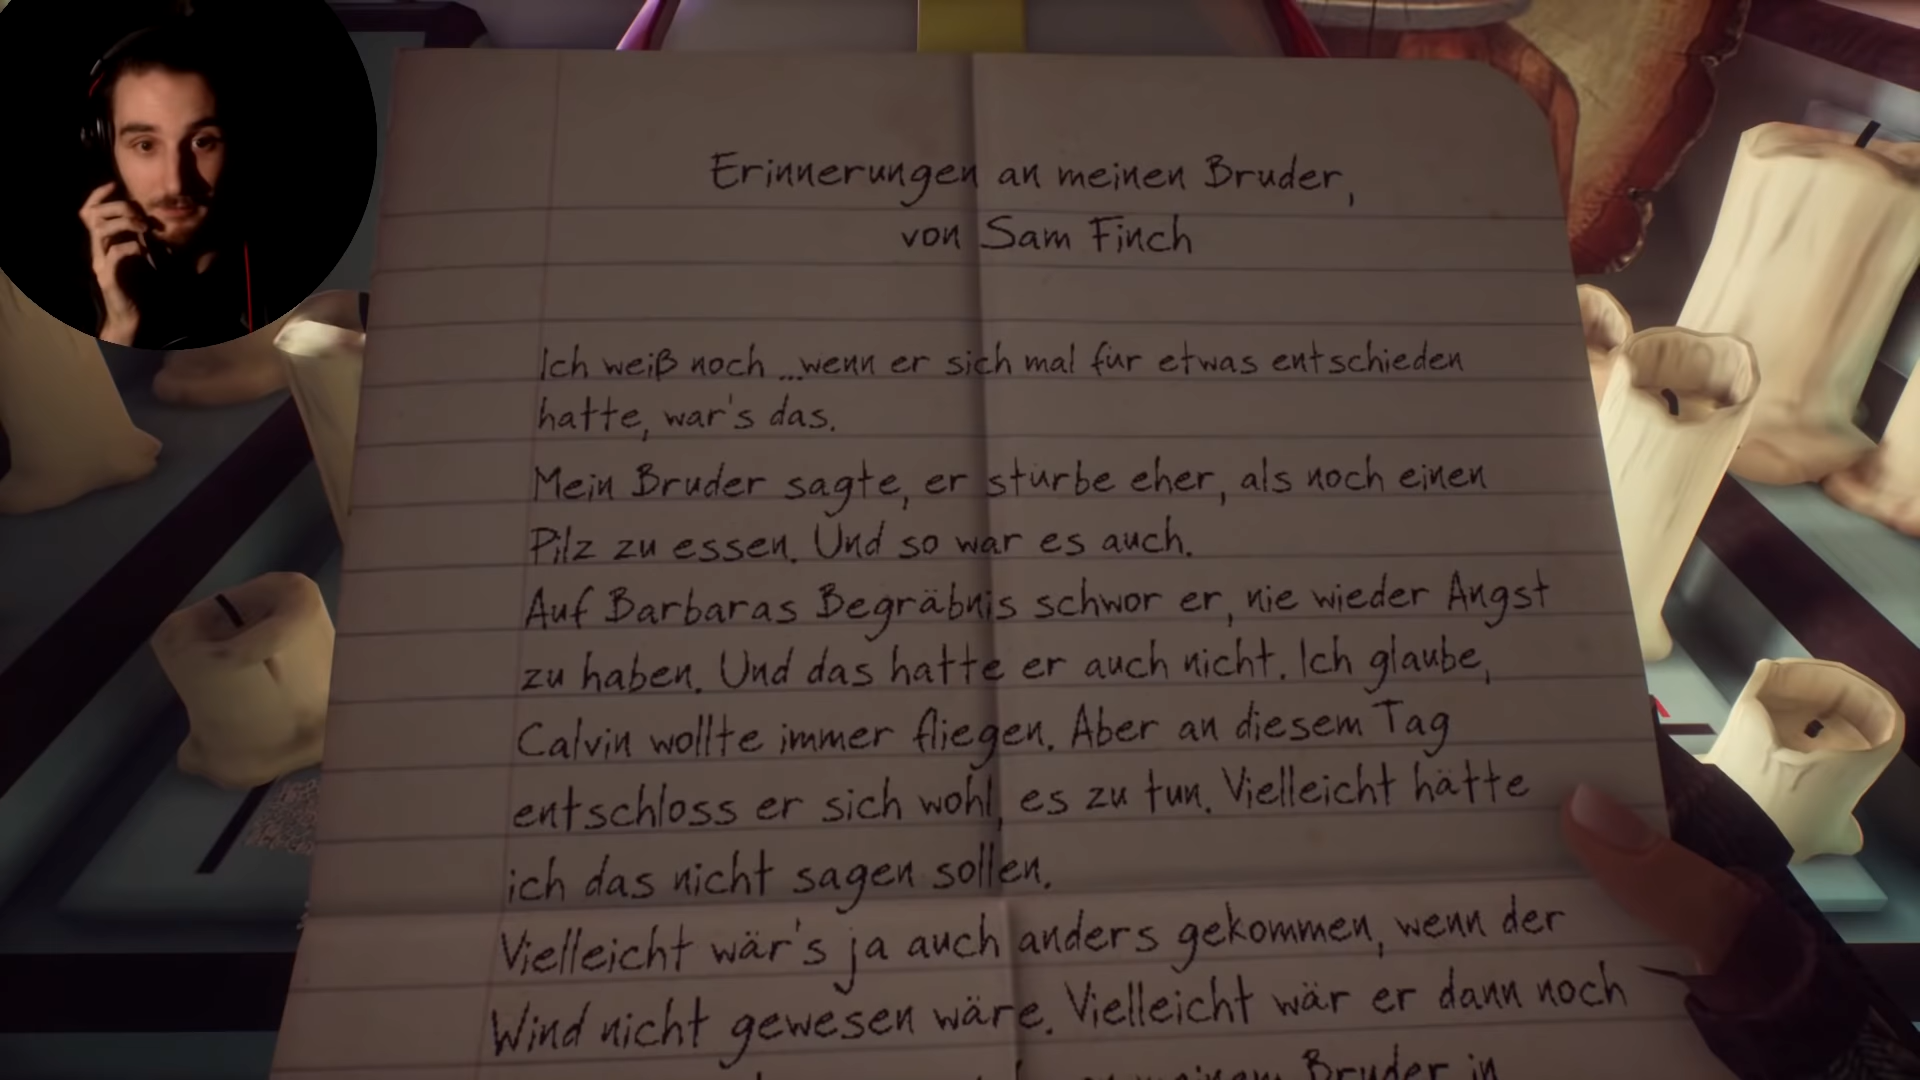 Erinnerungen an meinen Bruder,
von Sam Finch
Ich weiß noch ...wenn er sich mal für etwas entschieden
hatte, war's das.
Mein Bruder sagte, er stürbe eher, als noch einen
Pilz zu essen. Und so war es auch.
Auf Barbaras Begräbnis schwor er, nie wieder Angst
zu haben. Und das hatte er auch nicht. Ich glaube,
Calvin wollte immer fliegen. Aber an diesem Tag
entschloss er sich wohl, es zu tun. Vielleicht hätte
ich das nicht sagen sollen.
Vielleicht wär's ja auch anders gekommen, wenn der
Wind nicht gewesen wäre. Vielleicht wär er dann noch
meinem Bruder in